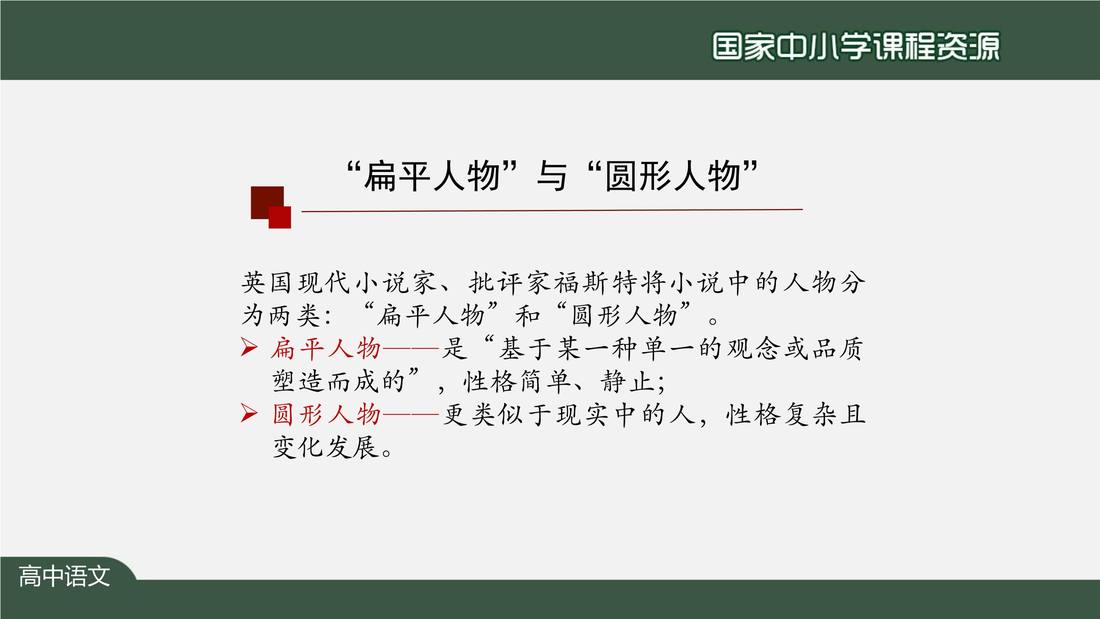 国家中小学课程资源
“扁平人物”与“圆形人物”
英国现代小说家、批评家福斯特将小说中的人物分
为两类：“扁平人物”和“圆形人物”。
扁平人物——是“基于某一种单一的观念或品质
塑造而成的”，性格简单、静止；
圆形人物——更类似于现实中的人，性格复杂且
变化发展。
高中语文